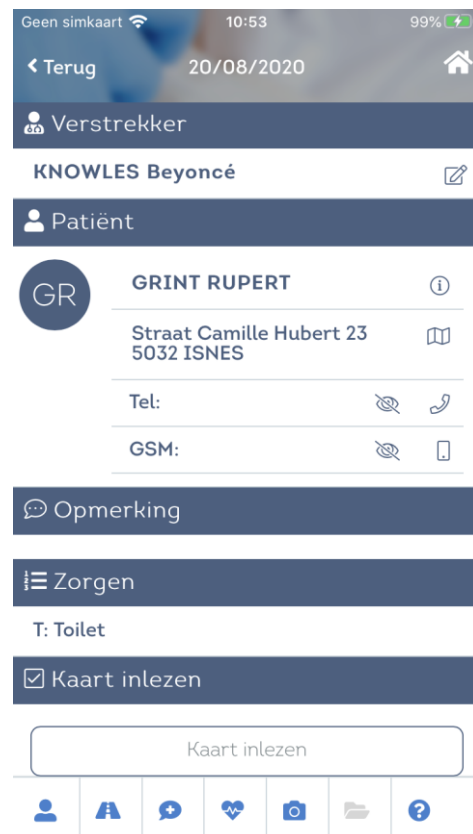 Geen simkaart 10:53 99%
Terug 20/08/2020
Verstrekker
KNOWLES Beyoncé
Patiënt
GR
GRINT RUPERT
Straat Camille Hubert 23
5032 ISNES
Tel:
GSM:
Opmerking
Zorgen
T: Toilet
Kaart inlezen
Kaart inlezen